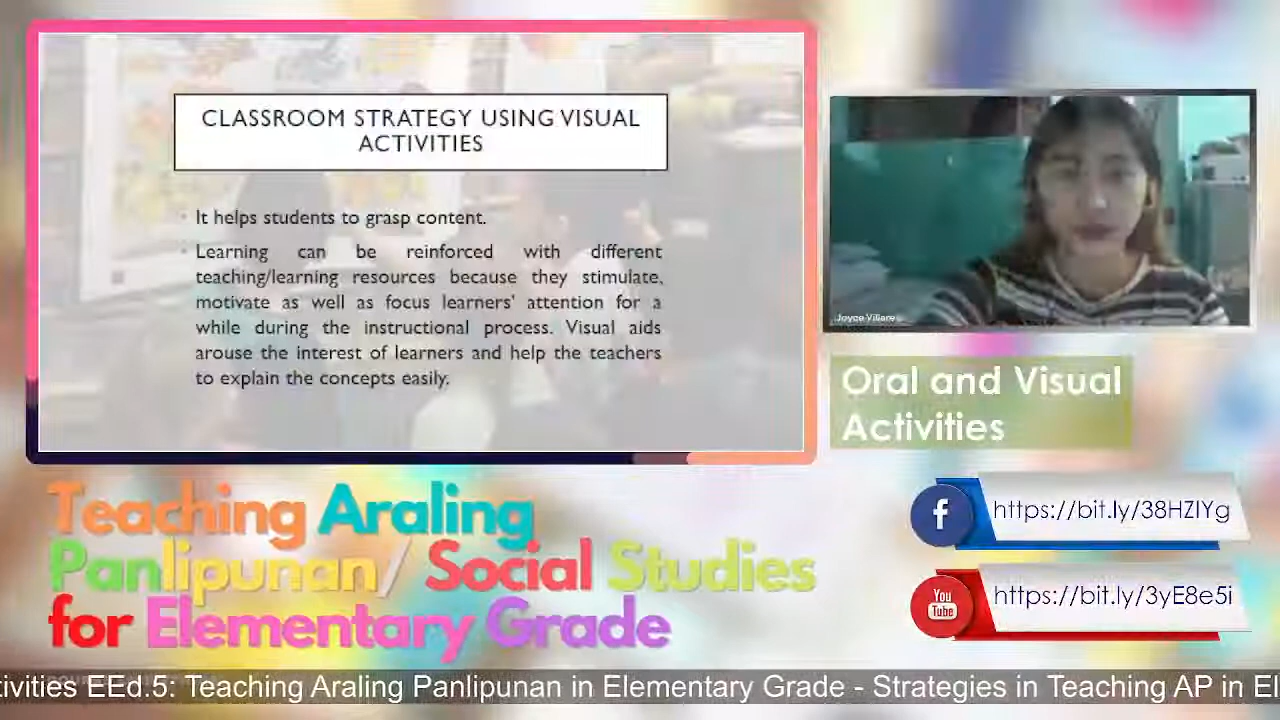 CLASSROOM STRATEGY USING VISUAL
ACTIVITIES
It helps students to grasp content.
Learning can be reinforced with different
teaching/learning resources because they stimulate,
motivate as well as focus learners' attention for a
while during the instructional process. Visual aids
arouse the interest of learners and help the teachers
to explain the concepts easily.
Joyce Villare
Oral and Visual
Activities
https://bit.ly/38HZIYg
You
Tube
https://bit.ly/3yE8e5i
Teaching Araling
Panlipunan/ Social Studies
for Elementary Grade
tivities EEd.5: Teaching Araling Panlipunan in Elementary Grade - Strategies in Teaching AP in El